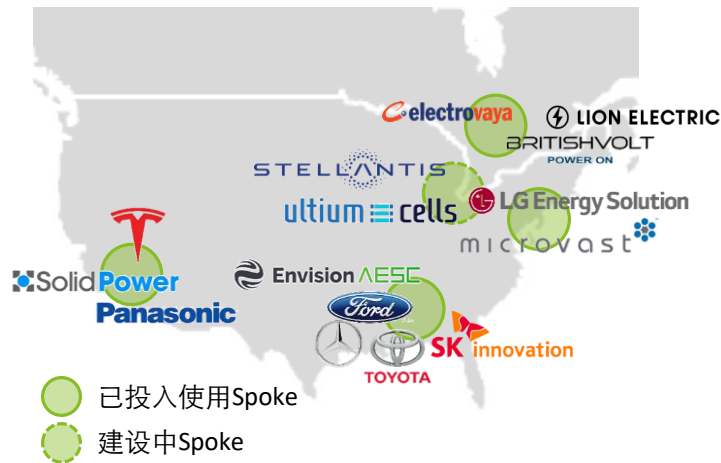 electrovaya
LION ELECTRIC
BRITISHVOLT
POWER ON
STELLANTIS
ultium cells
LG Energy Solution
microvast
Solid Power
Panasonic
Envision AESC
Ford
TOYOTA
SK innovation
已投入使用Spoke
建设中Spoke